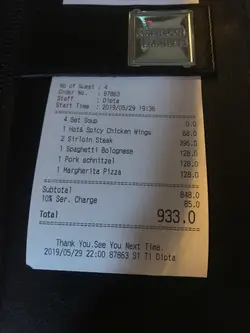 No of Guest : 4
Order No. : 87863
Staff : Dipta
Start Time : 2019/05/29 19:36
4 Set Soup 0.0
1 Hot& Spicy Chicken Wings 68.0
2 Sirloin Steak 396.0
1 Spaghetti Bolognese 128.0
1 Pork schnitzel 128.0
1 Margherita Pizza 128.0
Subtotal 848.0
10% Ser. Charge 85.0
Total 933.0
Thank You.See You Next Time.
2019/05/29 22:00 87863 S1 T1 Dipta